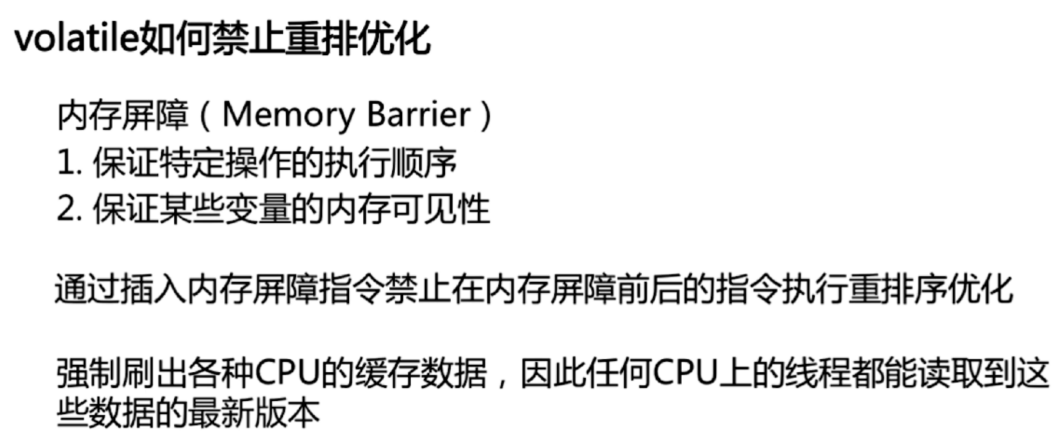 volatile如何禁止重排优化
内存屏障（Memory Barrier）
1. 保证特定操作的执行顺序
2. 保证某些变量的内存可见性
通过插入内存屏障指令禁止在内存屏障前后的指令执行重排序优化
强制刷出各种CPU的缓存数据，因此任何CPU上的线程都能读取到这
些数据的最新版本